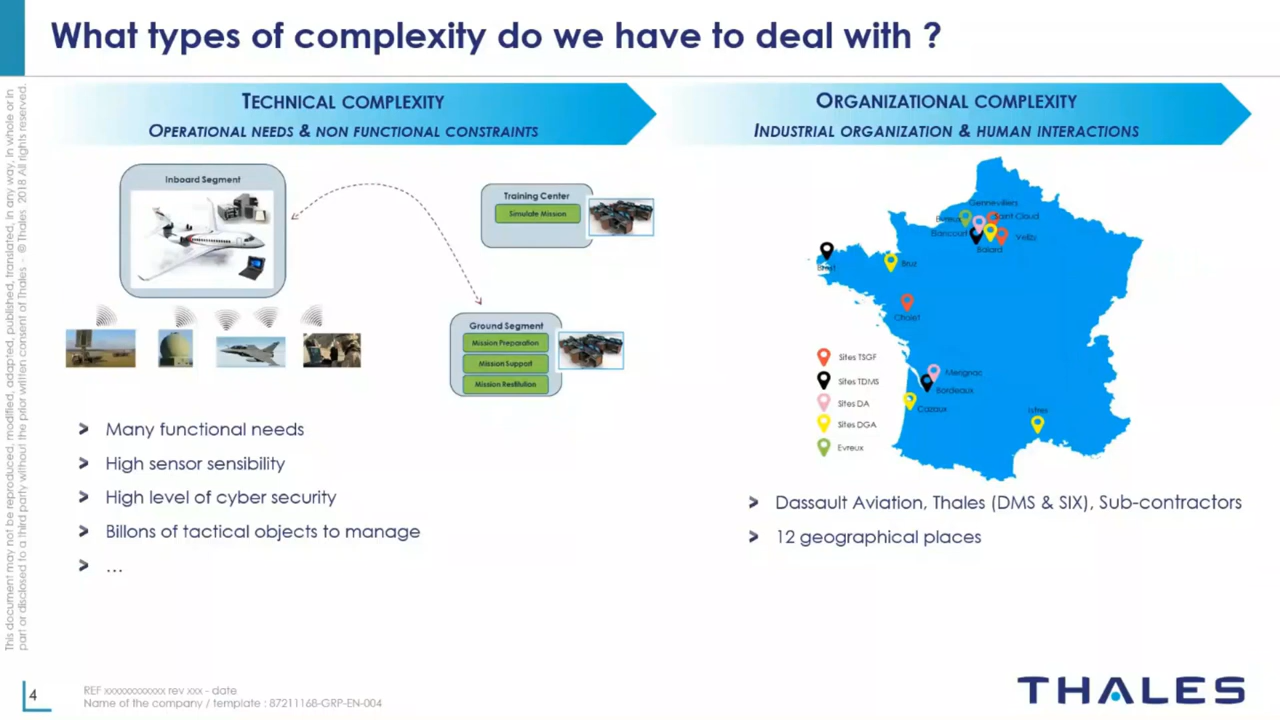 What types of complexity do we have to deal with ?
TECHNICAL COMPLEXITY
OPERATIONAL NEEDS & NON FUNCTIONAL CONSTRAINTS
ORGANIZATIONAL COMPLEXITY
INDUSTRIAL ORGANIZATION & HUMAN INTERACTIONS
This document may not be reproduced, modified, adapted, published, translated, in any way, in whole or in
part or disclosed to a third party without the prior written consent of Thales - © Thales 2018 All rights reserved.
Inboard Segment
Training Center
Simulate Mission
Ground Segment
Mission Preparation
Mission Support
Mission Restitution
> Many functional needs
> High sensor sensibility
> High level of cyber security
> Billons of tactical objects to manage
> ...
Gennevilliers
Evreux
Saint Cloud
Velizy
Balard
Brest
Bruz
Cholet
Merignac
Bordeaux
Cazaux
Istres
Sites TSGF
Sites TDMS
Sites DA
Sites DGA
Evreux
> Dassault Aviation, Thales (DMS & SIX), Sub-contractors
> 12 geographical places
4
REF xxxxxxxxxxxx rev xxx - date
Name of the company / template : 87211168-GRP-EN-004
THALES